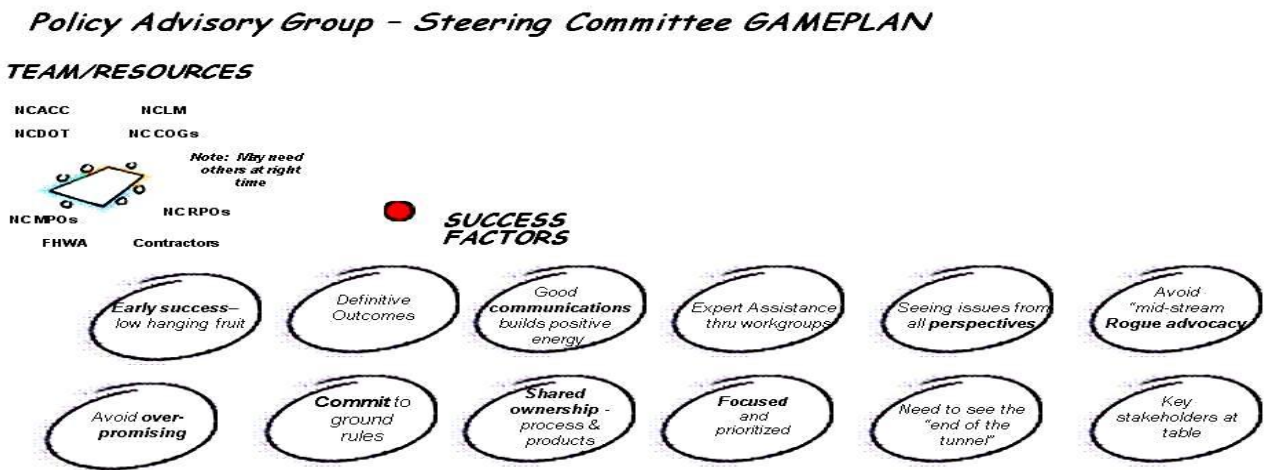 Policy Advisory Group – Steering Committee GAMEPLAN
TEAM/RESOURCES
NCACC NCLM
NCDOT NC COGs
Note: May need
others at right
time
NC MPOs NC RPOs
FHWA Contractors
SUCCESS
FACTORS
Early success–
low hanging fruit
Definitive
Outcomes
Good
communications
builds positive
energy
Expert Assistance
thru workgroups
Seeing issues from
all perspectives
Avoid
"mid-stream
Rogue advocacy
Avoid over-
promising
Commit to
ground
rules
Shared
ownership -
process &
products
Focused
and
prioritized
Need to see the
"end of the
tunnel"
Key
stakeholders at
table